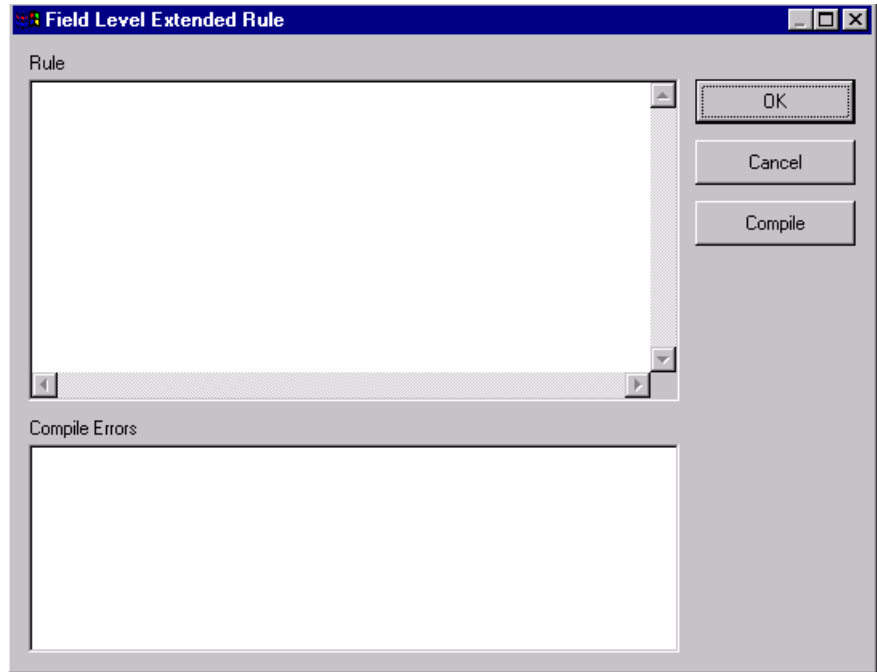 Field Level Extended Rule
Rule
OK
Cancel
Compile
Compile Errors